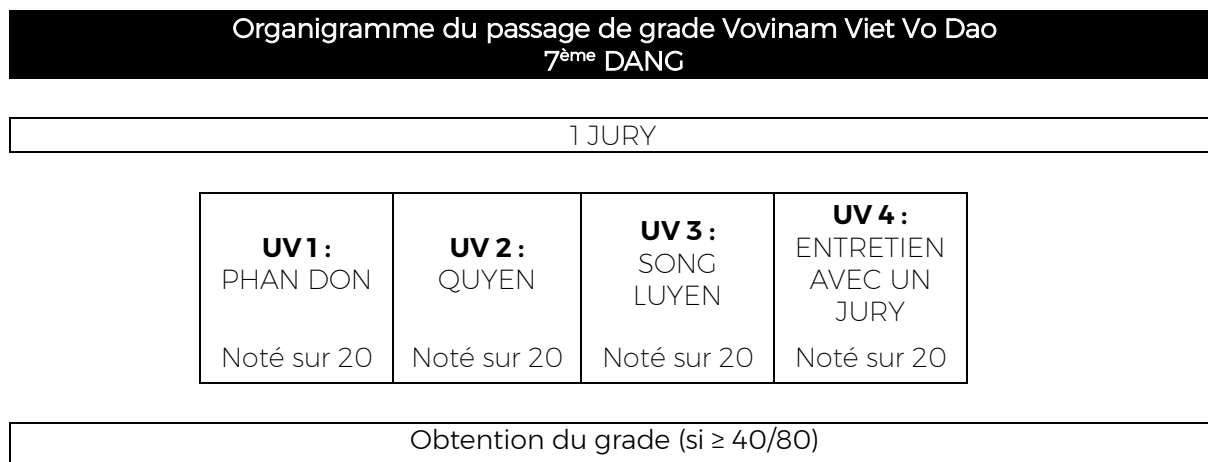 Organigramme du passage de grade Vovinam Viet Vo Dao
7ème DANG
1 JURY
UV 1 :
PHAN DON
Noté sur 20
UV 2 :
QUYEN
Noté sur 20
UV 3 :
SONG
LUYEN
Noté sur 20
UV 4 :
ENTRETIEN
AVEC UN
JURY
Noté sur 20
Obtention du grade (si ≥ 40/80)